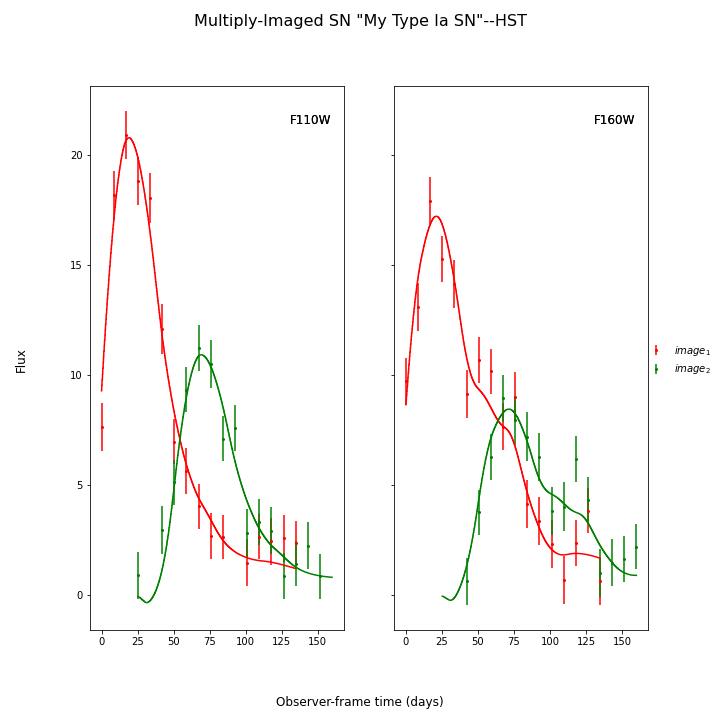 Multiply-Imaged SN "My Type Ia SN"--HST
F110W
F160W
20
15
10
5
0
Flux
image1
image2
0 25 50 75 100 125 150
0 25 50 75 100 125 150
Observer-frame time (days)